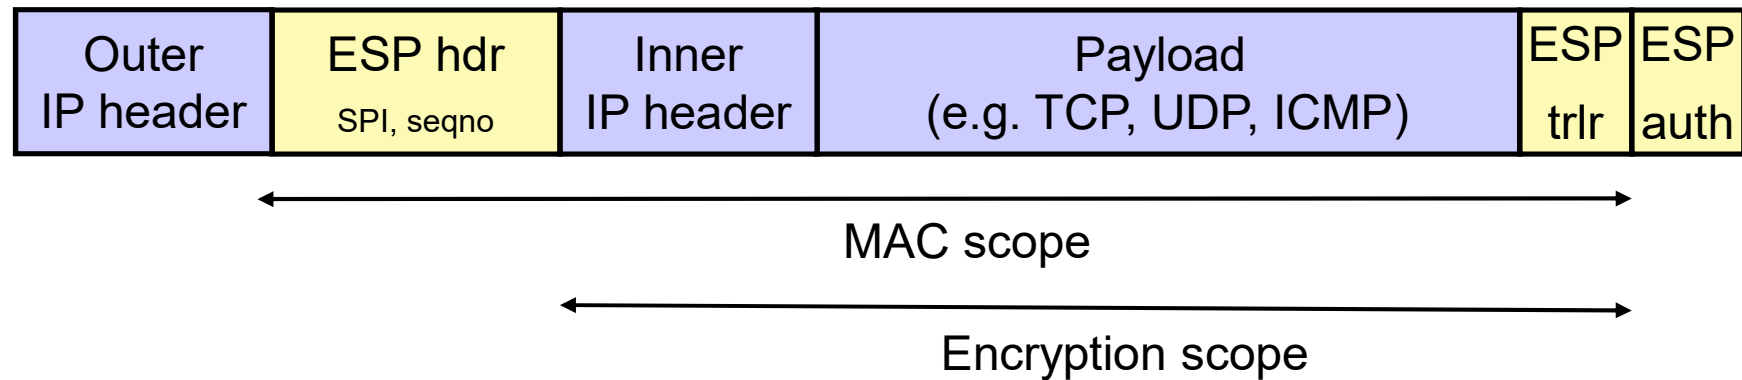 Outer
IP header
ESP hdr
SPI, seqno
Inner
IP header
Payload
(e.g. TCP, UDP, ICMP)
ESP
trlr
ESP
auth
MAC scope
Encryption scope